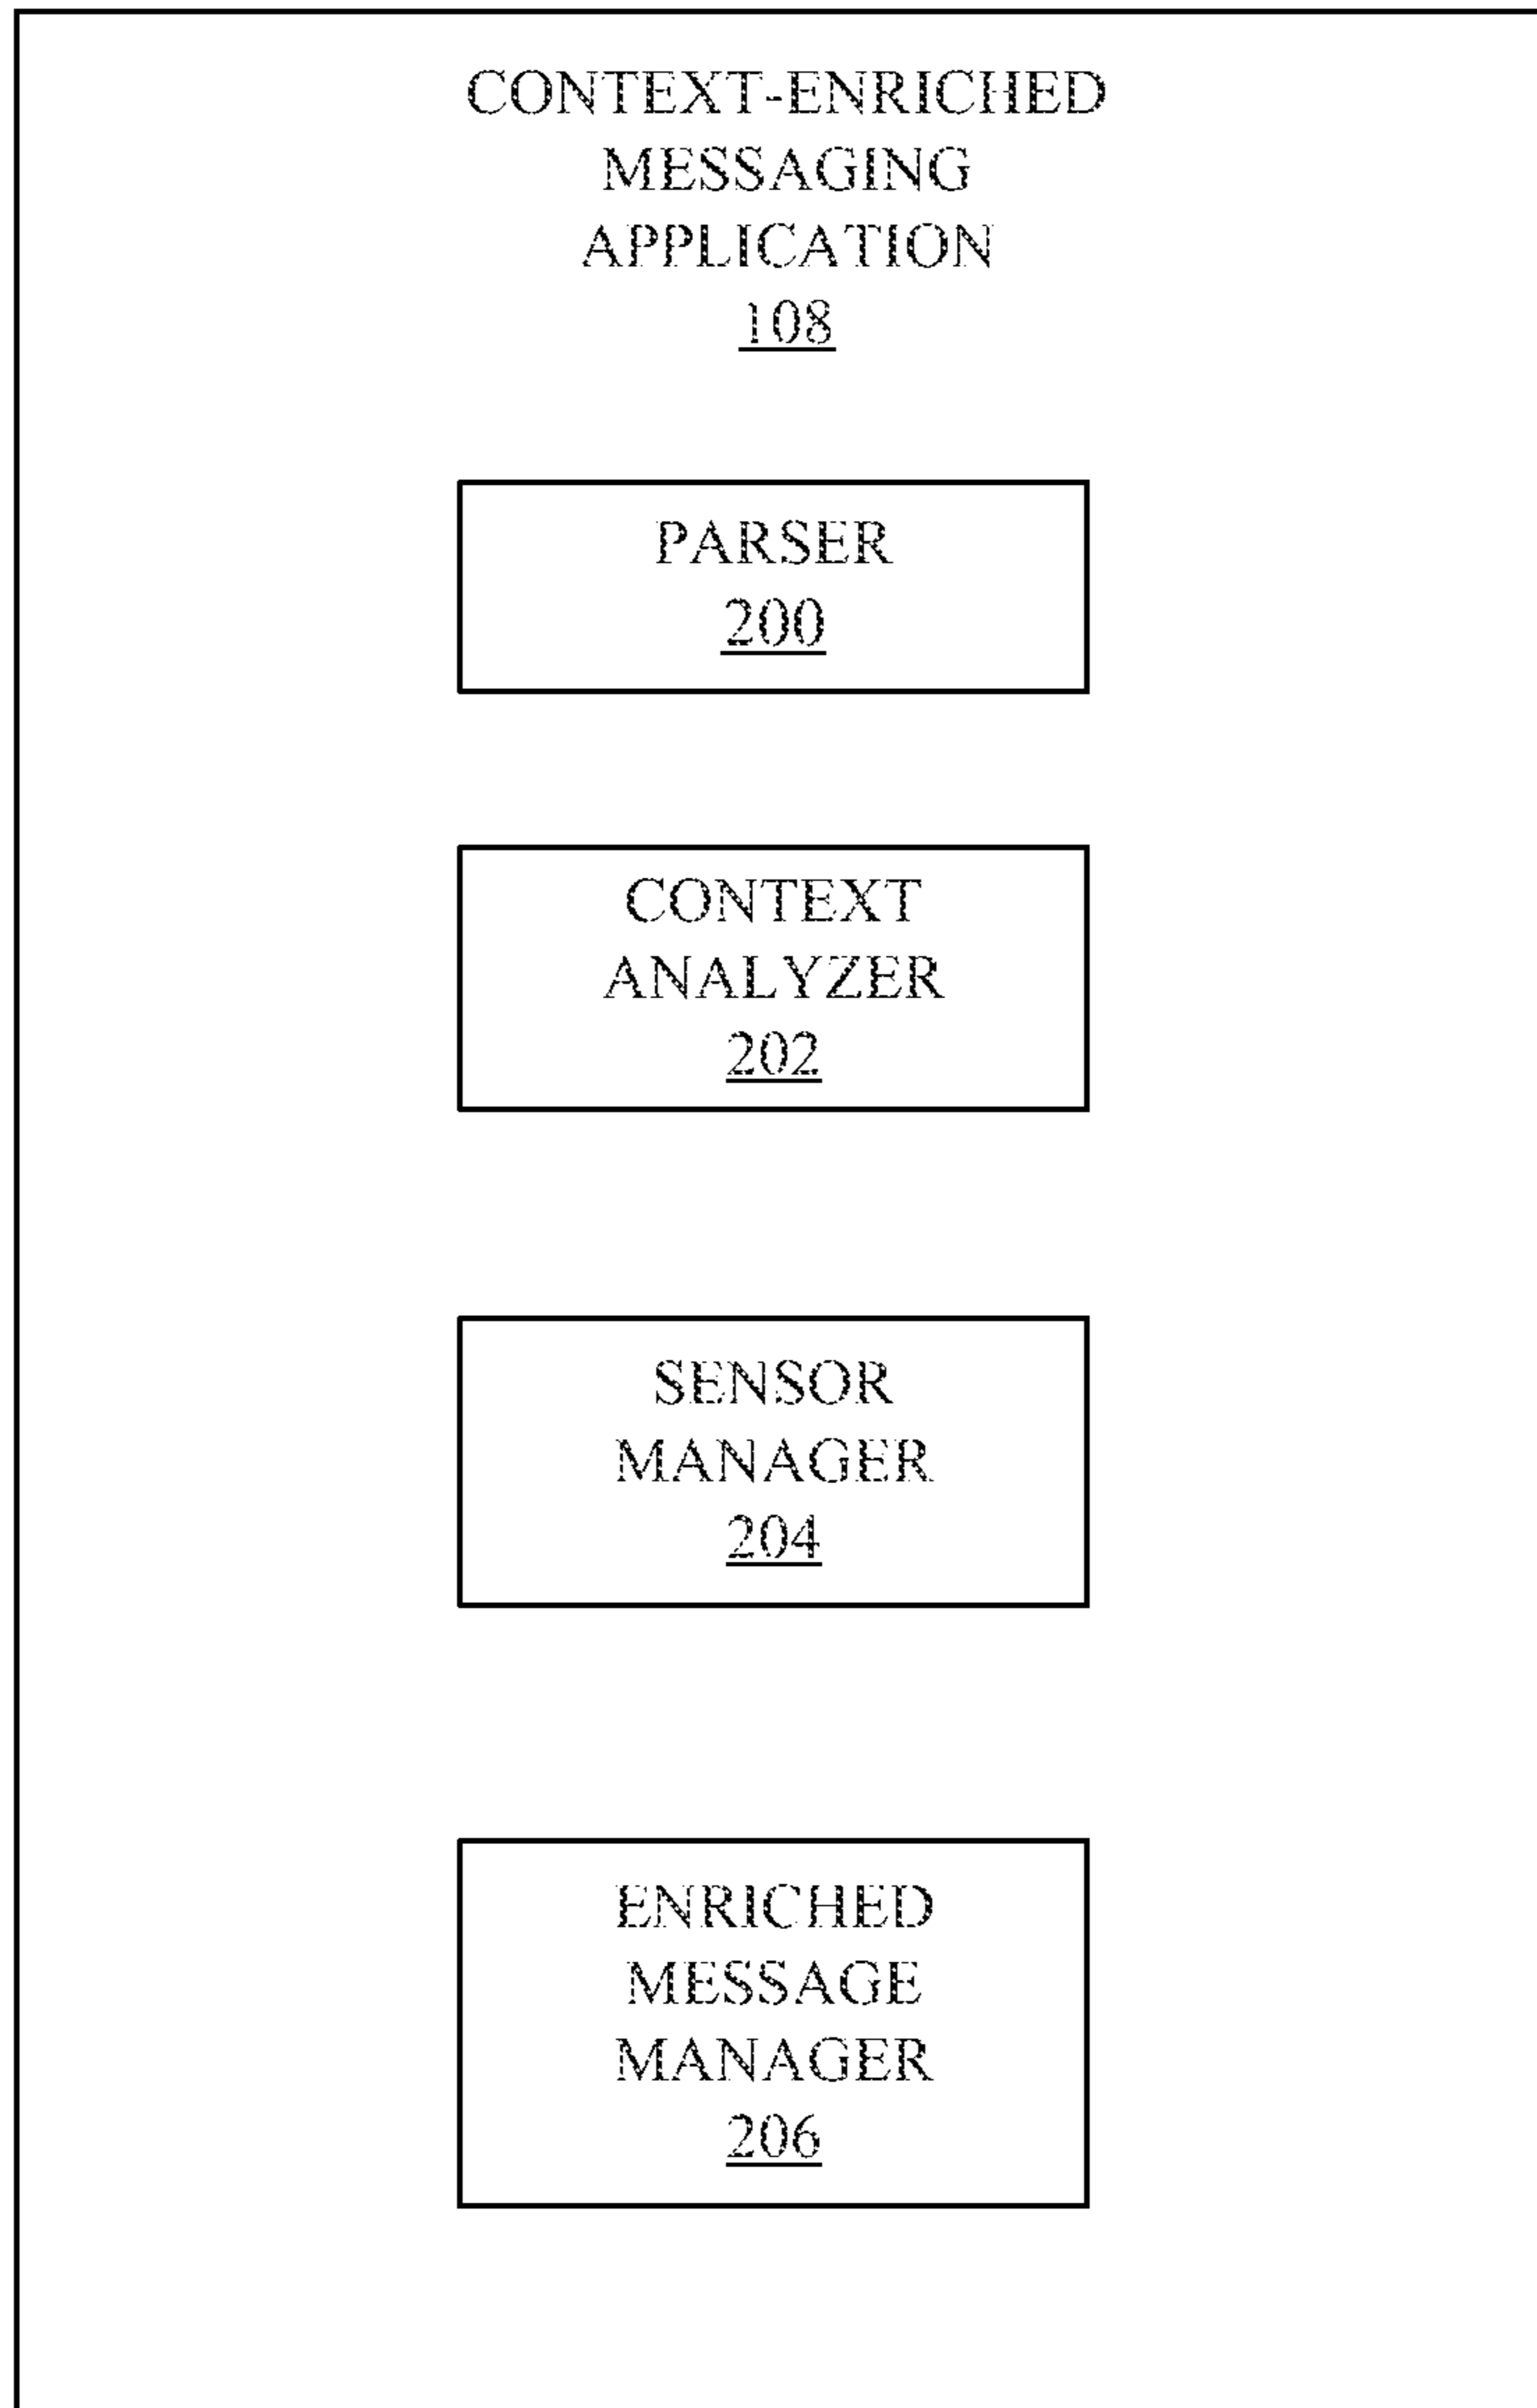 CONTEXT-ENRICHED
MESSAGING
APPLICATION
108
PARSER
200
CONTEXT
ANALYZER
202
SENSOR
MANAGER
204
ENRICHED
MESSAGE
MANAGER
206